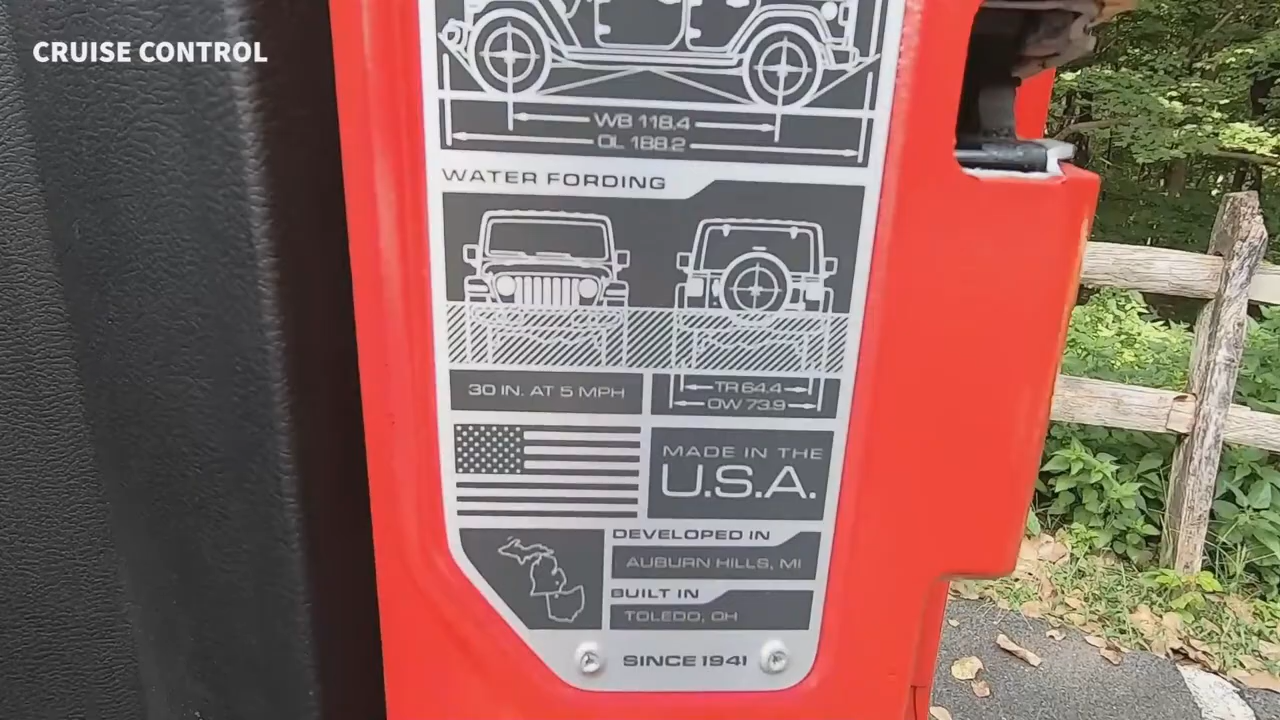 CRUISE CONTROL
WB 118.4
OL 188.2
WATER FORDING
30 IN. AT 5 MPH
TR 64.4
OW 73.9
MADE IN THE
U.S.A.
DEVELOPED IN
AUBURN HILLS, MI
BUILT IN
TOLEDO, OH
SINCE 1941